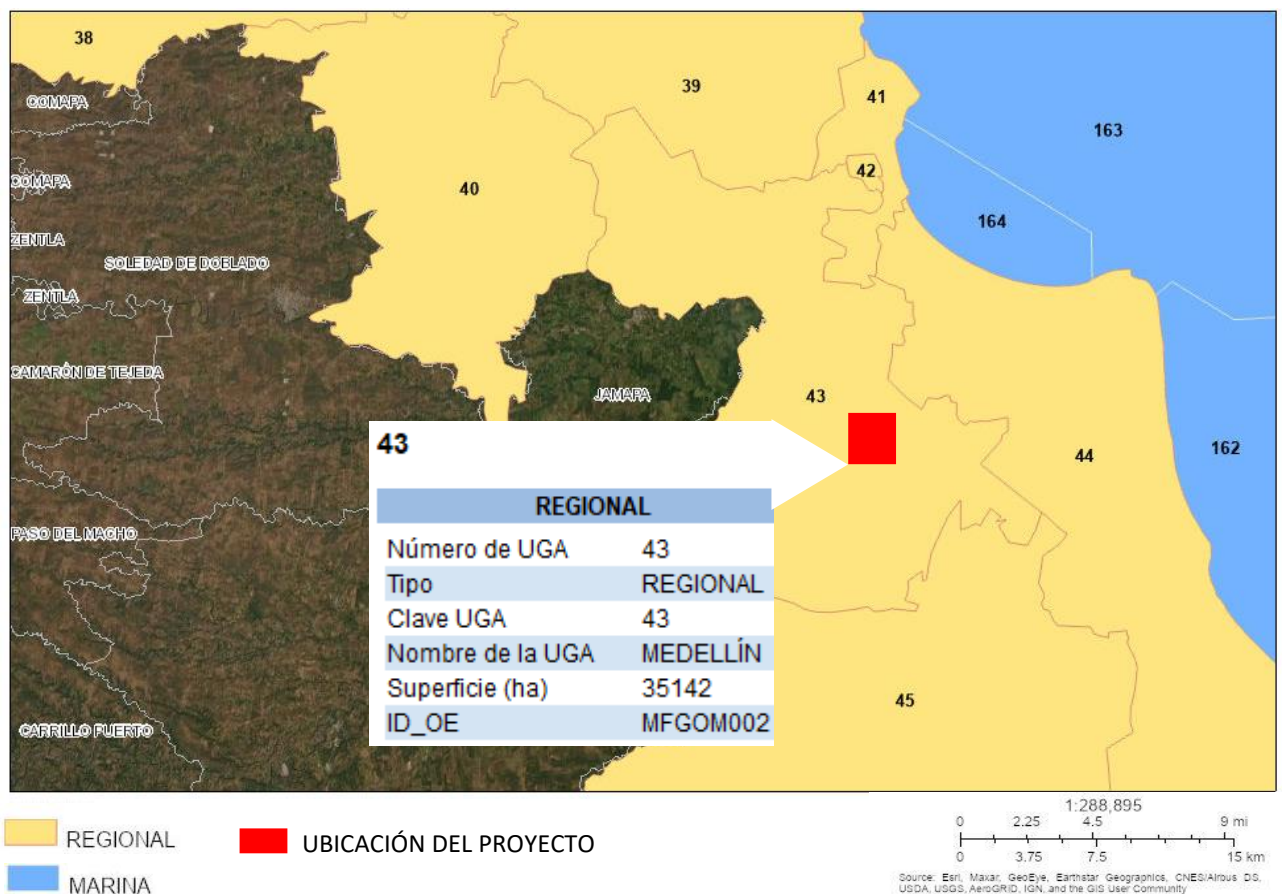 38
39
41
163
COMAPA
42
COMAPA
40
164
ZENTLA
SOLEDAD DE DOBLADO
ZENTLA
CAMARÓN DE TEJEDA
JAMAPA
43
44
162
43
REGIONAL
Número de UGA 43
Tipo REGIONAL
Clave UGA 43
Nombre de la UGA MEDELLÍN
Superficie (ha) 35142
ID_OE MFGOM002
PASO DEL MACHO
45
CARRILLO PUERTO
REGIONAL
UBICACIÓN DEL PROYECTO
MARINA
1:288,895
0 2.25 4.5 9 mi
0 3.75 7.5 15 km
Source: Esri, Maxar, GeoEye, Earthstar Geographics, CNES/Airbus DS,
USDA, USGS, AeroGRID, IGN, and the GIS User Community